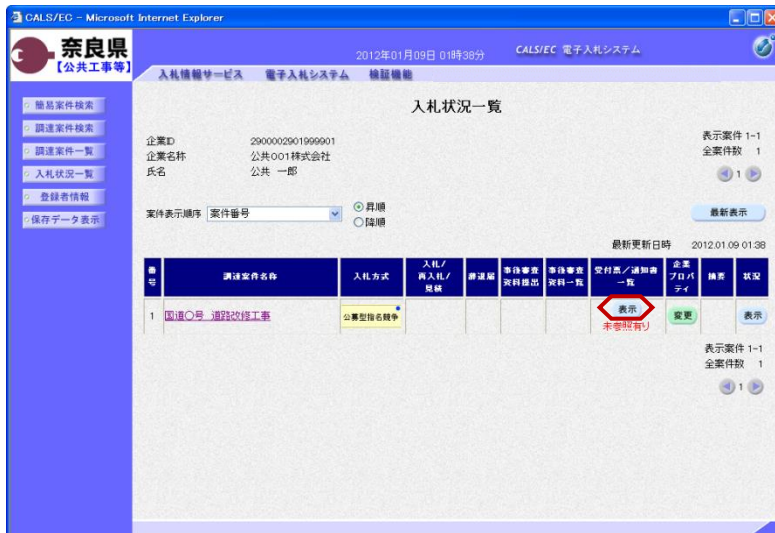 CALS/EC - Microsoft Internet Explorer
奈良県
【公共工事等】
2012年01月09日 01時38分
CALS/EC 電子入札システム
入札情報サービス 電子入札システム 検証機能
簡易案件検索
調達案件検索
調達案件一覧
入札状況一覧
登録者情報
保存データ表示
入札状況一覧
企業ID 2900002901999901
企業名称 公共001株式会社
氏名 公共 一郎
表示案件 1-1
全案件数 1
1
案件表示順序 案件番号
昇順
降順
最新表示
最新更新日時 2012.01.09 01:38
番号 調達案件名称 入札方式 入札/再入札/見積 辞退届 事後審査資料提出 事後審査資料一覧 受付票/通知書一覧 企業プロパティ 摘要 状況
1 国道〇号 道路改修工事 公募型指名競争 表示 変更 表示
未参照有り
表示案件 1-1
全案件数 1
1